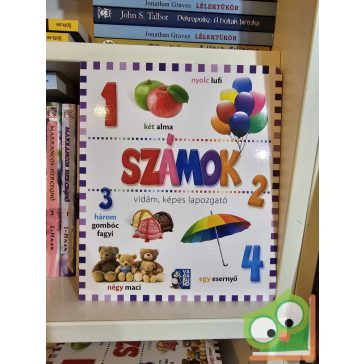 Jonathan Graves LÉLEKTÜKÖR
John S. Talbot
Jonathan Graves LÉLEKTÜKÖR
1
nyolc lufi
két alma
SZÁMOK
vidám, képes lapozgató
2
3
három
gombóc
fagyi
4
négy maci
egy esernyő